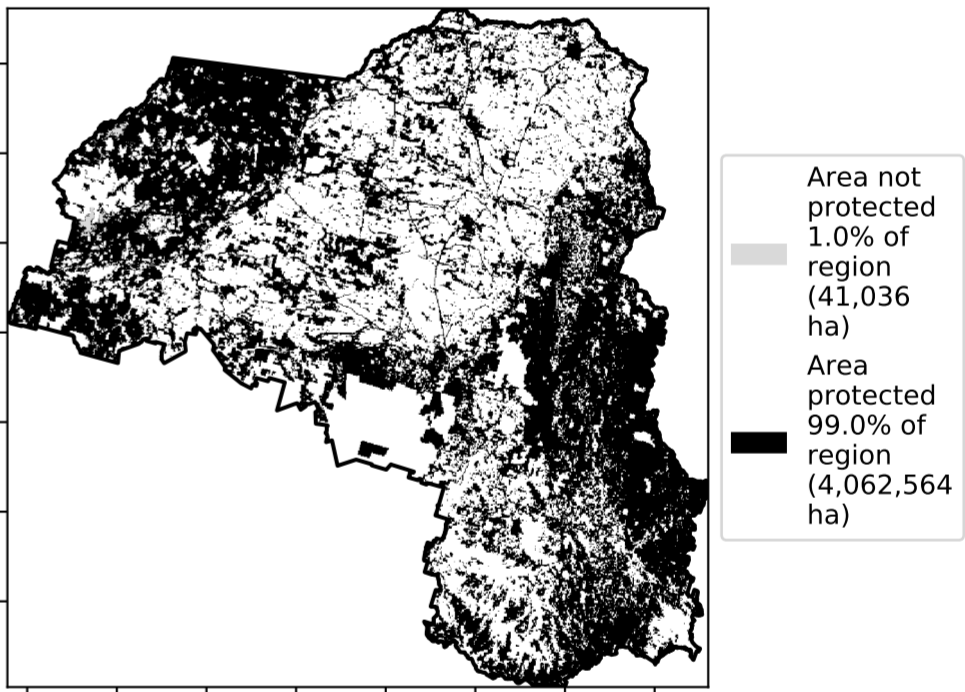 Area not
protected
1.0% of
region
(41,036
ha)
Area
protected
99.0% of
region
(4,062,564
ha)